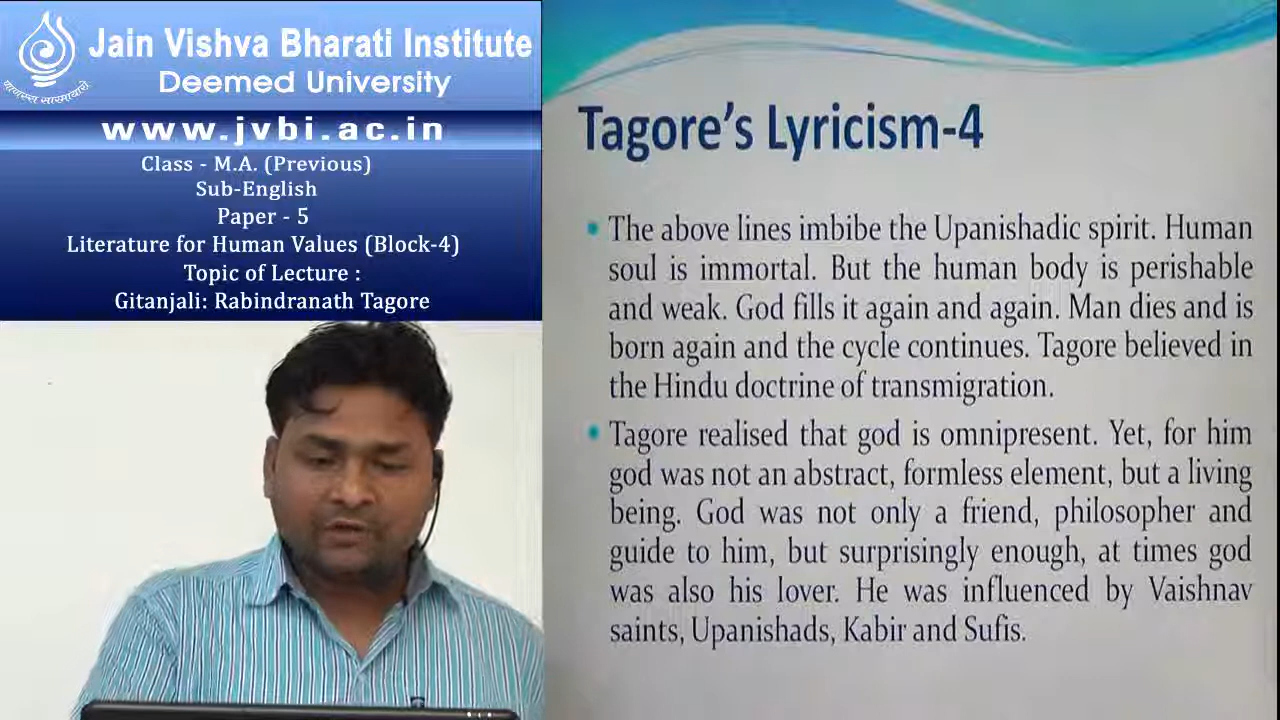 Jain Vishva Bharati Institute
Deemed University
www.jvbi.ac.in
Class - M.A. (Previous)
Sub-English
Paper - 5
Literature for Human Values (Block-4)
Topic of Lecture :
Gitanjali: Rabindranath Tagore
Tagore's Lyricism-4
The above lines imbibe the Upanishadic spirit. Human
soul is immortal. But the human body is perishable
and weak. God fills it again and again. Man dies and is
born again and the cycle continues. Tagore believed in
the Hindu doctrine of transmigration.
Tagore realised that god is omnipresent. Yet, for him
god was not an abstract, formless element, but a living
being. God was not only a friend, philosopher and
guide to him, but surprisingly enough, at times god
was also his lover. He was influenced by Vaishnav
saints, Upanishads, Kabir and Sufis.